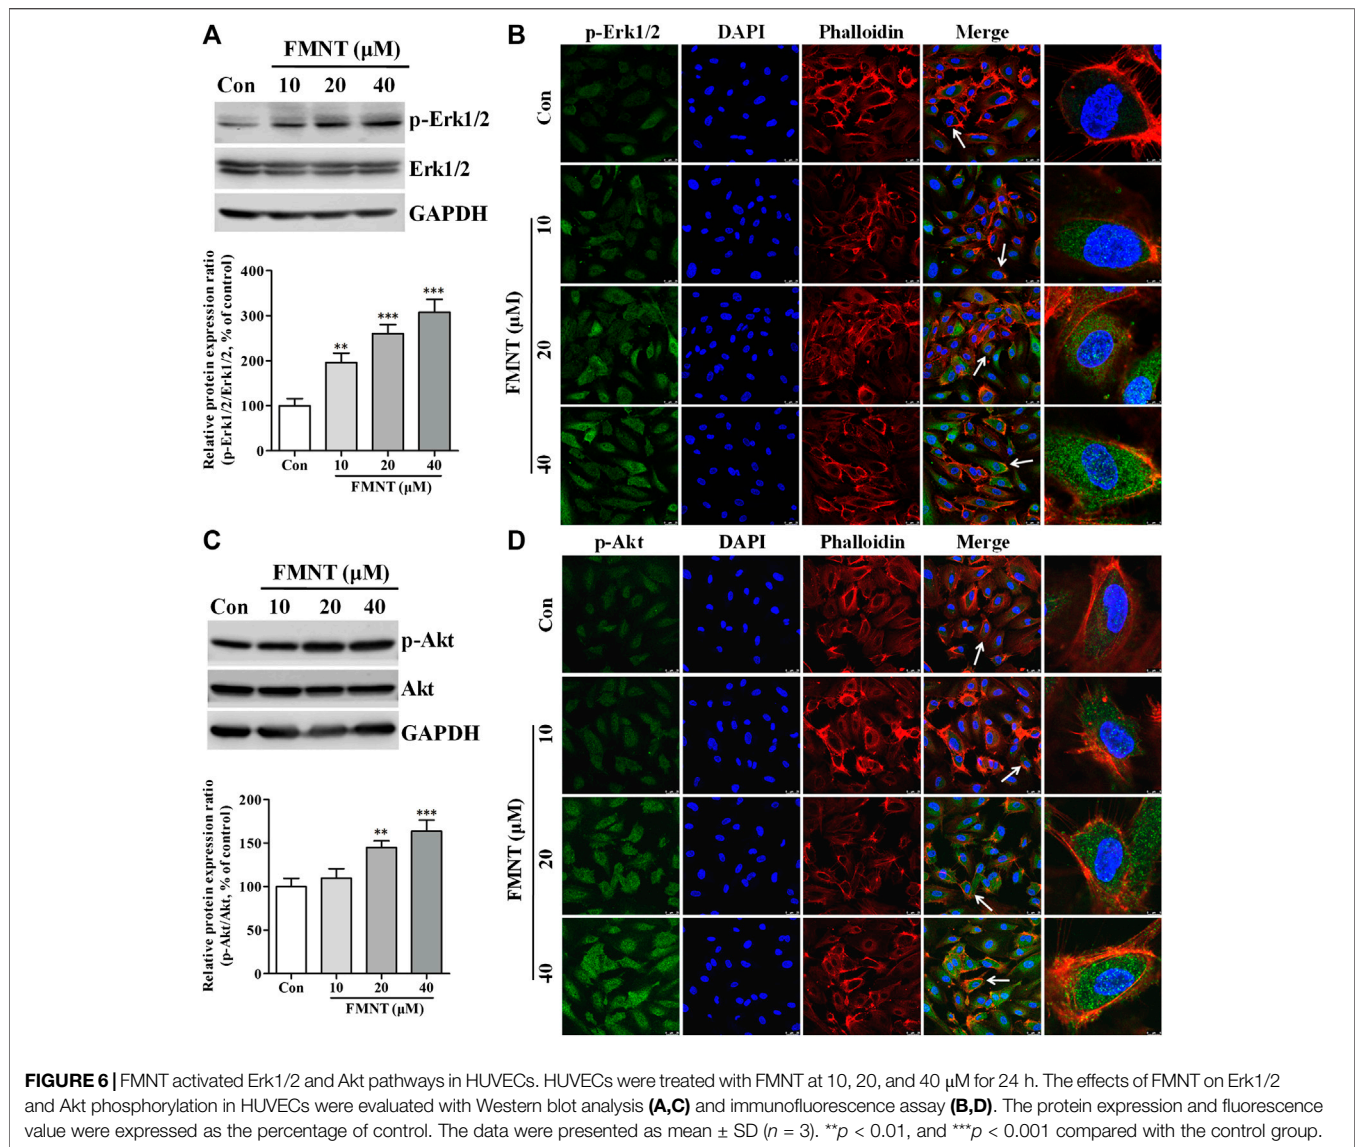 A
FMNT (μM)
Con 10 20 40
p-Erk1/2
Erk1/2
GAPDH
Relative protein expression ratio
(p-Erk1/2/Erk1/2, % of control)
400
300
200
100
0
**
***
***
Con 10 20 40
FMNT (μM)
B
p-Erk1/2 DAPI Phalloidin Merge
Con
10
20
40
FMNT (μM)
C
FMNT (μM)
Con 10 20 40
p-Akt
Akt
GAPDH
Relative protein expression ratio
(p-Akt/Akt, % of control)
200
150
100
50
0
**
***
Con 10 20 40
FMNT (μM)
D
p-Akt DAPI Phalloidin Merge
Con
10
20
40
FMNT (μM)
FIGURE 6 | FMNT activated Erk1/2 and Akt pathways in HUVECs. HUVECs were treated with FMNT at 10, 20, and 40 μM for 24 h. The effects of FMNT on Erk1/2
and Akt phosphorylation in HUVECs were evaluated with Western blot analysis (A,C) and immunofluorescence assay (B,D). The protein expression and fluorescence
value were expressed as the percentage of control. The data were presented as mean ± SD (n = 3). **p < 0.01, and ***p < 0.001 compared with the control group.